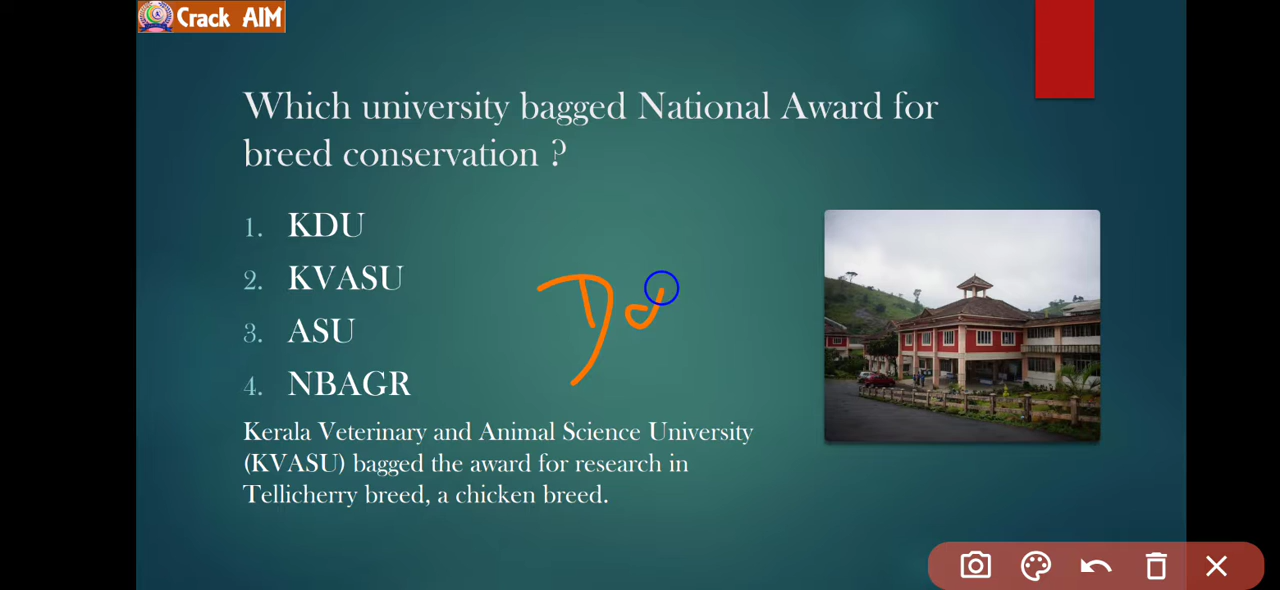 Crack AIM
Which university bagged National Award for
breed conservation ?
1. KDU
2. KVASU
3. ASU
4. NBAGR
Kerala Veterinary and Animal Science University
(KVASU) bagged the award for research in
Tellicherry breed, a chicken breed.